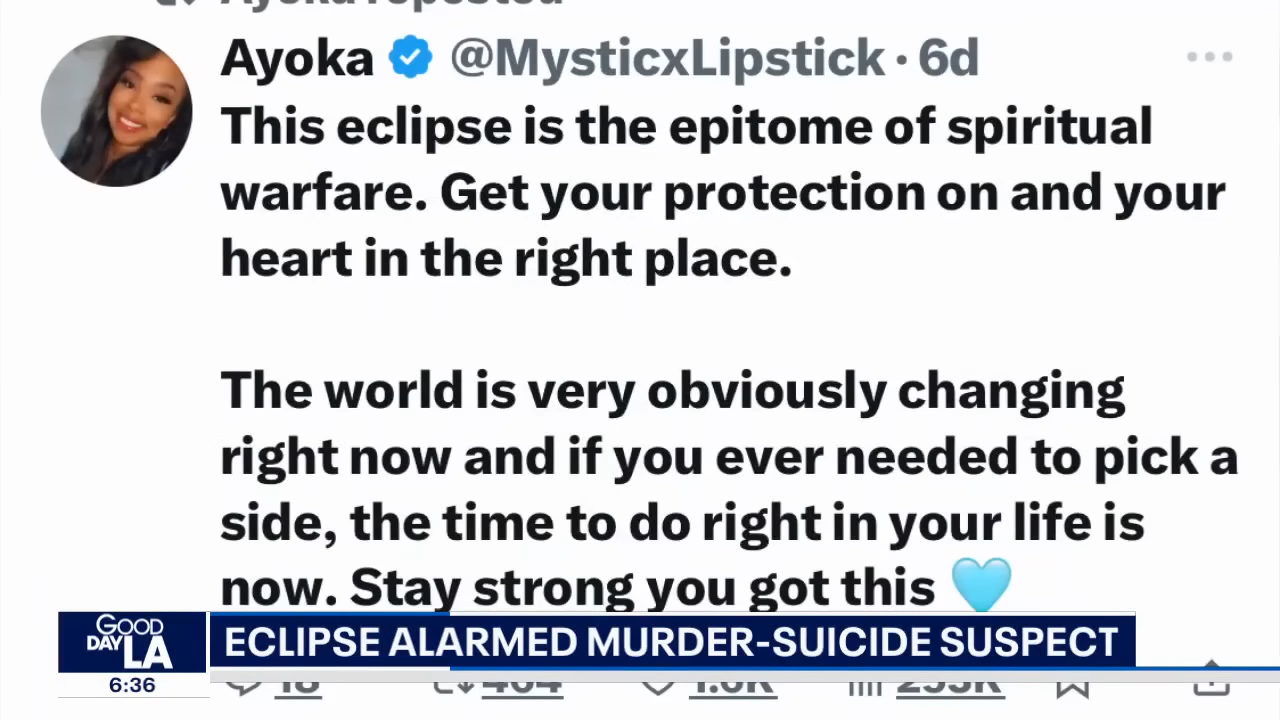 Ayoka reposted
Ayoka @MysticxLipstick · 6d
This eclipse is the epitome of spiritual
warfare. Get your protection on and your
heart in the right place.
The world is very obviously changing
right now and if you ever needed to pick a
side, the time to do right in your life is
now. Stay strong you got this 🩵
GOOD
DAY LA
ECLIPSE ALARMED MURDER-SUICIDE SUSPECT
6:36